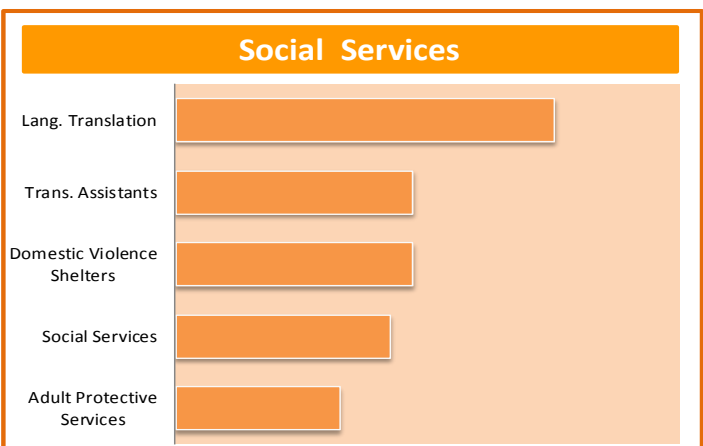 Social Services
Lang. Translation
Trans. Assistants
Domestic Violence
Shelters
Social Services
Adult Protective
Services